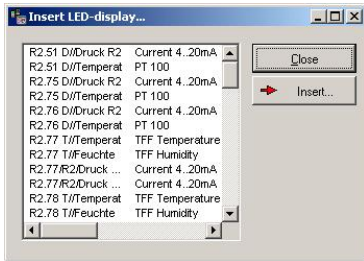 Insert LED-display...
R2.51 D//Druck R2 Current 4..20mA
R2.51 D//Temperat PT 100
R2.75 D//Druck R2 Current 4..20mA
R2.75 D//Temperat PT 100
R2.76 D//Druck R2 Current 4..20mA
R2.76 D//Temperat PT 100
R2.77 T//Temperat TFF Temperature
R2.77 T//Feuchte TFF Humidity
R2.77/R2/Druck ... Current 4..20mA
R2.77/R2/Druck ... Current 4..20mA
R2.78 T//Temperat TFF Temperature
R2.78 T//Feuchte TFF Humidity
Close
Insert...